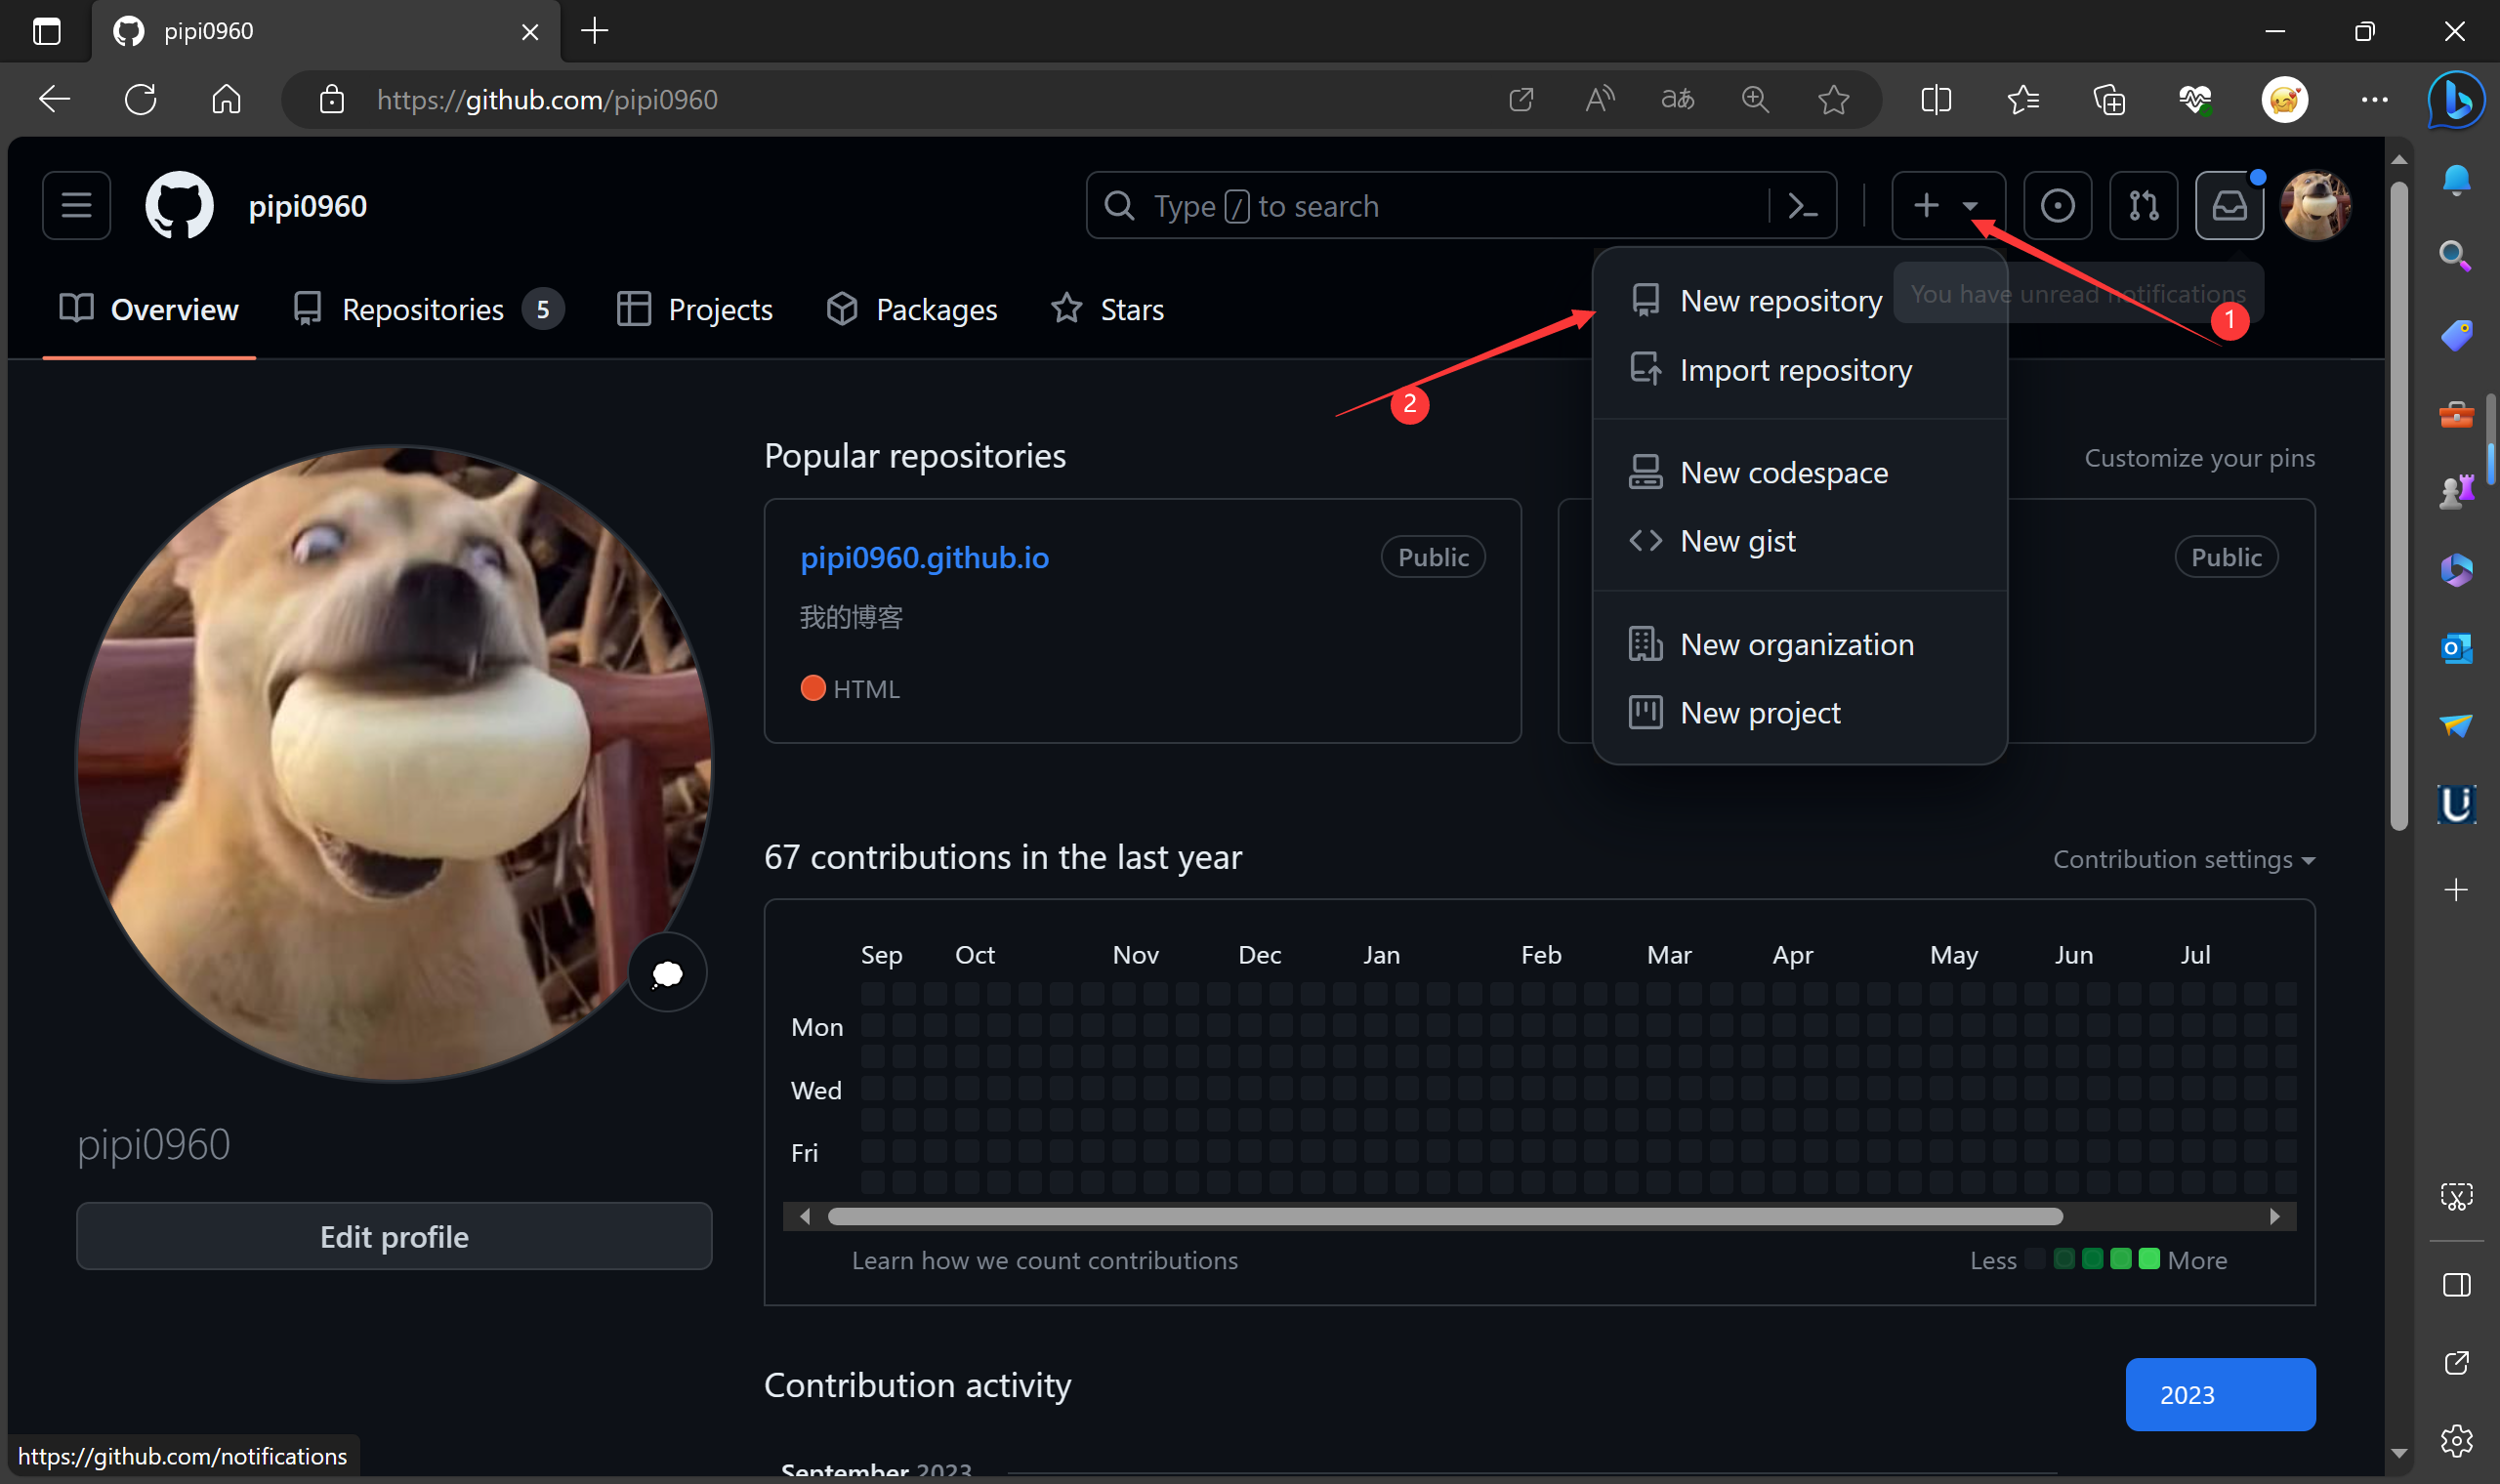 pipi0960
https://github.com/pipi0960
pipi0960
Type / to search
Overview
Repositories 5
Projects
Packages
Stars
New repository
You have unread notifications
1
Import repository
2
New codespace
New gist
New organization
New project
Popular repositories
Customize your pins
pipi0960.github.io
Public
我的博客
HTML
Public
67 contributions in the last year
Contribution settings
Sep Oct Nov Dec Jan Feb Mar Apr May Jun Jul
Mon
Wed
Fri
Learn how we count contributions
Less More
pipi0960
Edit profile
Contribution activity
2023
September 2023
https://github.com/notifications